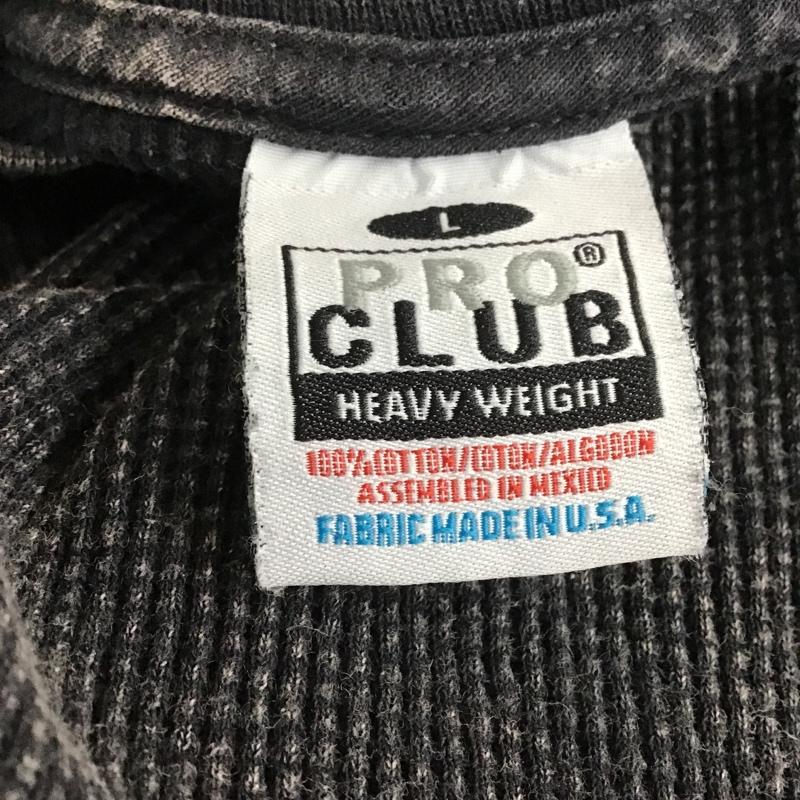 L
PRO®
CLUB
HEAVY WEIGHT
100% COTTON/COTON/ALGODON
ASSEMBLED IN MEXICO
FABRIC MADE IN U.S.A.